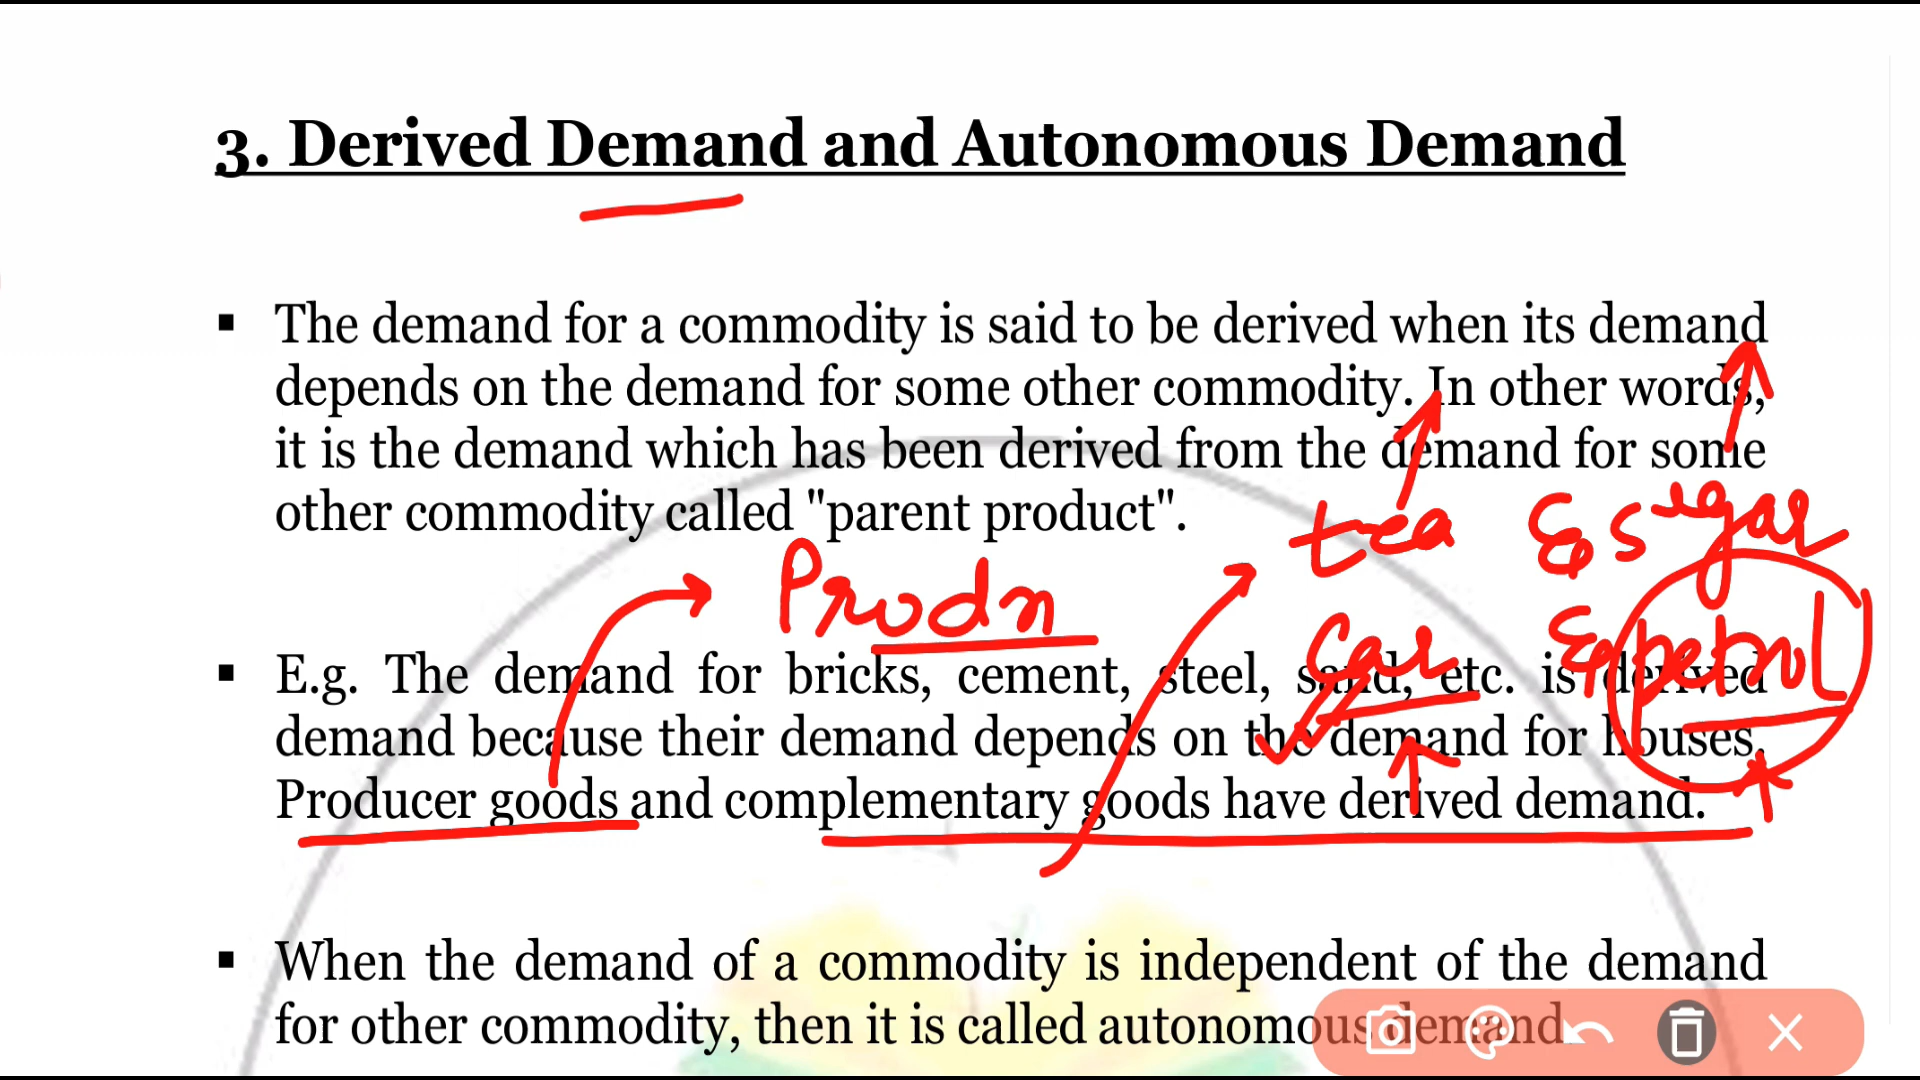 3. Derived Demand and Autonomous Demand
▪ The demand for a commodity is said to be derived when its demand
depends on the demand for some other commodity. In other words,
it is the demand which has been derived from the demand for some
other commodity called "parent product".
tea & sugar
Prodn
Car & petrol
▪ E.g. The demand for bricks, cement, steel, sand, etc. is derived
demand because their demand depends on the demand for houses.
Producer goods and complementary goods have derived demand.
▪ When the demand of a commodity is independent of the demand
for other commodity, then it is called autonomous demand.